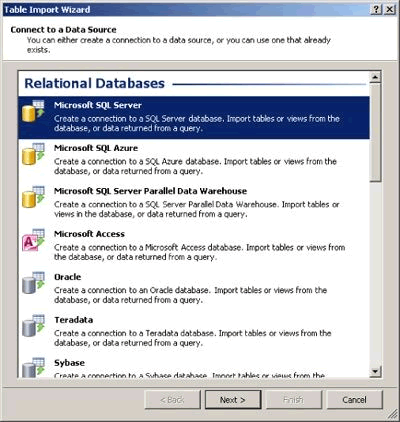 Table Import Wizard
Connect to a Data Source
You can either create a connection to a data source, or you can use one that already
exists.
Relational Databases
Microsoft SQL Server
Create a connection to a SQL Server database. Import tables or views from the
database, or data returned from a query.
Microsoft SQL Azure
Create a connection to a SQL Azure database. Import tables or views from the
database, or data returned from a query.
Microsoft SQL Server Parallel Data Warehouse
Create a connection to a SQL Server Parallel Data Warehouse. Import tables or
views in the database, or data returned from a query.
Microsoft Access
Create a connection to a Microsoft Access database. Import tables or views from the
database, or data returned from a query.
Oracle
Create a connection to an Oracle database. Import tables or views from the
database, or data returned from a query.
Teradata
Create a connection to a Teradata database. Import tables or views from the
database, or data returned from a query.
Sybase
Create a connection to a Sybase database. Import tables or views from the
< Back
Next >
Finish
Cancel